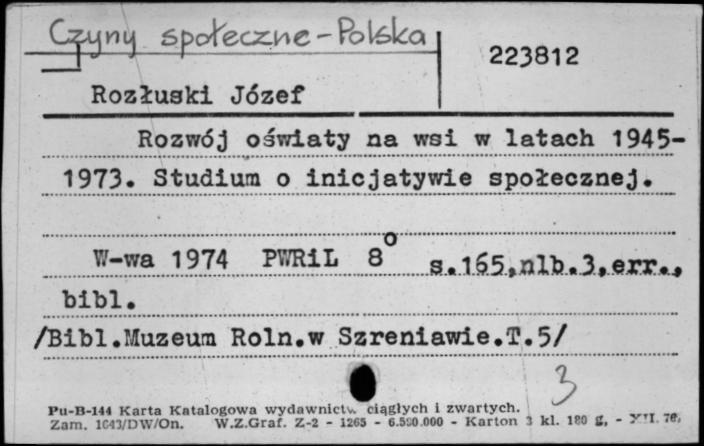 Czyny społeczne - Polska
223812
Rozłuski Józef
Rozwój oświaty na wsi w latach 1945-
1973. Studium o inicjatywie społecznej.
W-wa 1974 PWRiL 8° s.165,nlb.3,err.,
bibl.
/Bibl.Muzeum Roln.w Szreniawie.T.5/
3
Pu-B-144 Karta Katalogowa wydawnictw ciągłych i zwartych.
Zam. 1643/DW/On. W.Z.Graf. Z-2 - 1265 - 6.500.000 - Karton 3 kl. 180 g, - XII. 76.